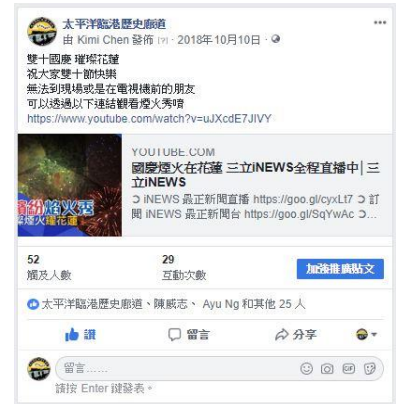 太平洋臨港歷史廊道
由 Kimi Chen 發佈 [?] · 2018年10月10日 ·
雙十國慶 璀璨花蓮
祝大家雙十節快樂
無法到現場或是在電視機前的朋友
可以透過以下連結觀看煙火秀唷
https://www.youtube.com/watch?v=uJXcdE7JIVY
YOUTUBE.COM
國慶煙火在花蓮 三立iNEWS全程直播中│三
立iNEWS
➲ iNEWS 最正新聞直播 https://goo.gl/cyxLt7 ➲ 訂
閱 iNEWS 最正新聞台 https://goo.gl/SqYwAc ➲…
繽紛焰火秀
52
觸及人數
29
互動次數
加強推廣貼文
太平洋臨港歷史廊道、陳威志、 Ayu Ng 和其他 25 人
讚
留言
分享
留言……
GIF
請按 Enter 鍵發表。